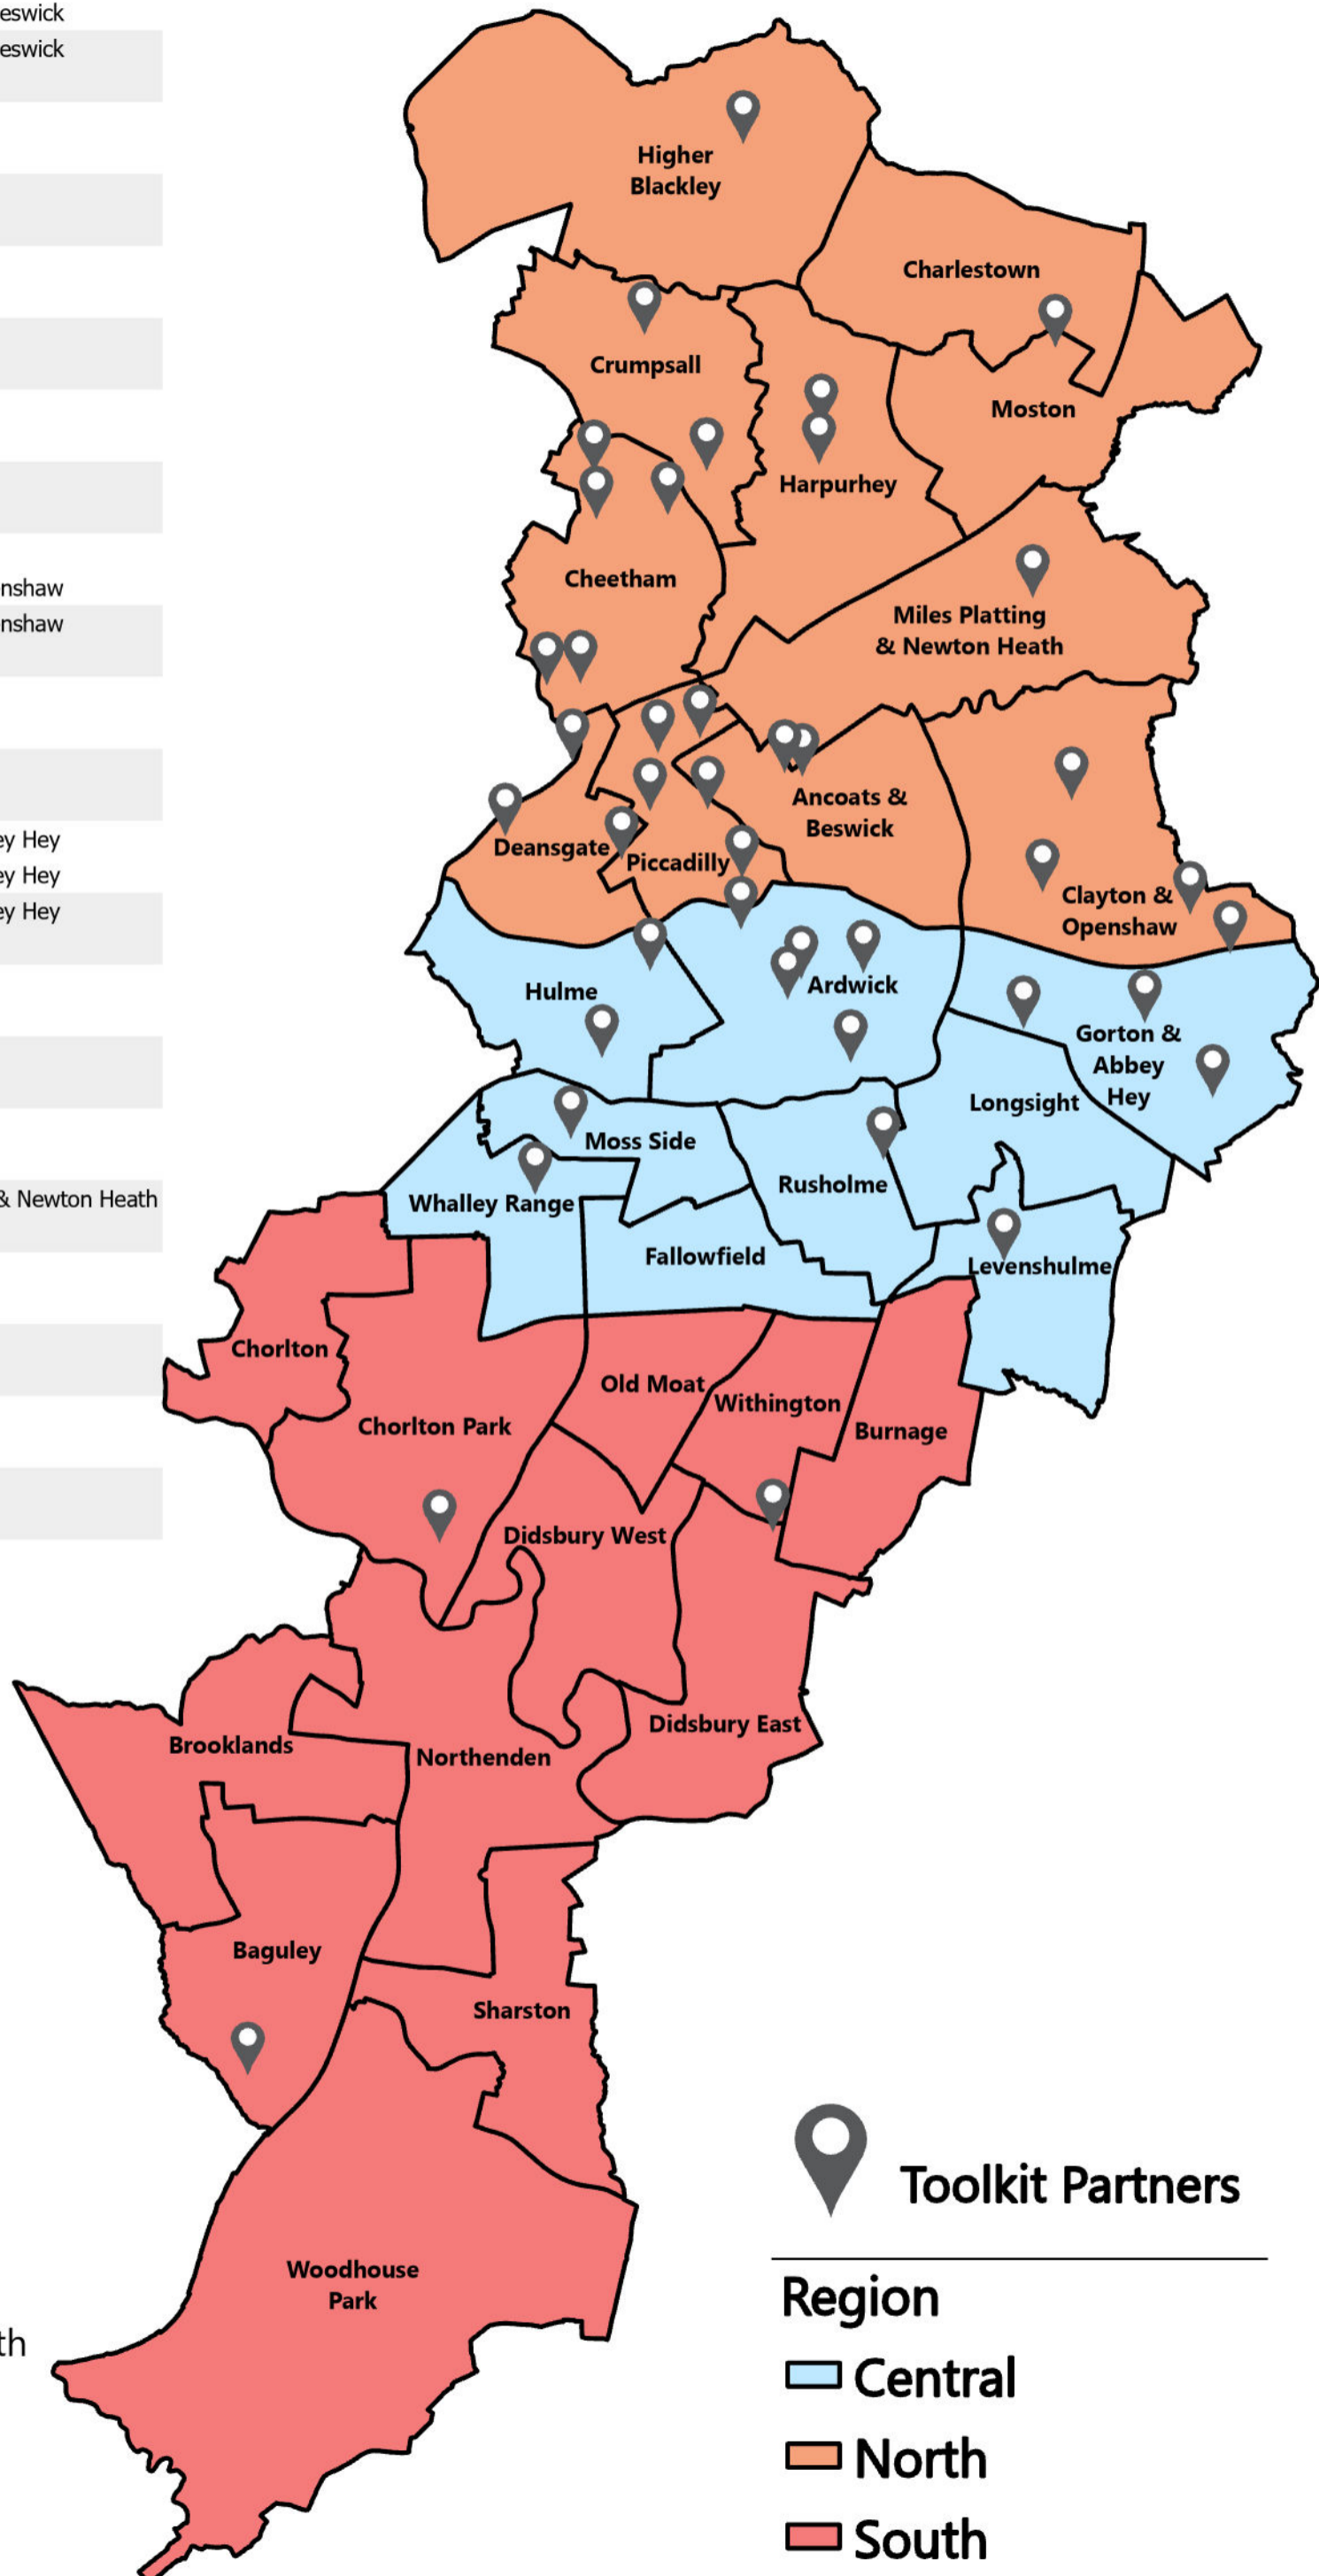 eswick
eswick
nshaw
nshaw
ey Hey
ey Hey
ey Hey
& Newton Heath
th
Higher
Blackley
Charlestown
Crumpsall
Moston
Harpurhey
Cheetham
Miles Platting
& Newton Heath
Ancoats &
Beswick
Deansgate
Piccadilly
Clayton &
Openshaw
Hulme
Ardwick
Gorton &
Abbey
Hey
Longsight
Moss Side
Rusholme
Whalley Range
Fallowfield
Levenshulme
Chorlton
Old Moat
Withington
Chorlton Park
Burnage
Didsbury West
Didsbury East
Brooklands
Northenden
Baguley
Sharston
Woodhouse
Park
Toolkit Partners
Region
Central
North
South